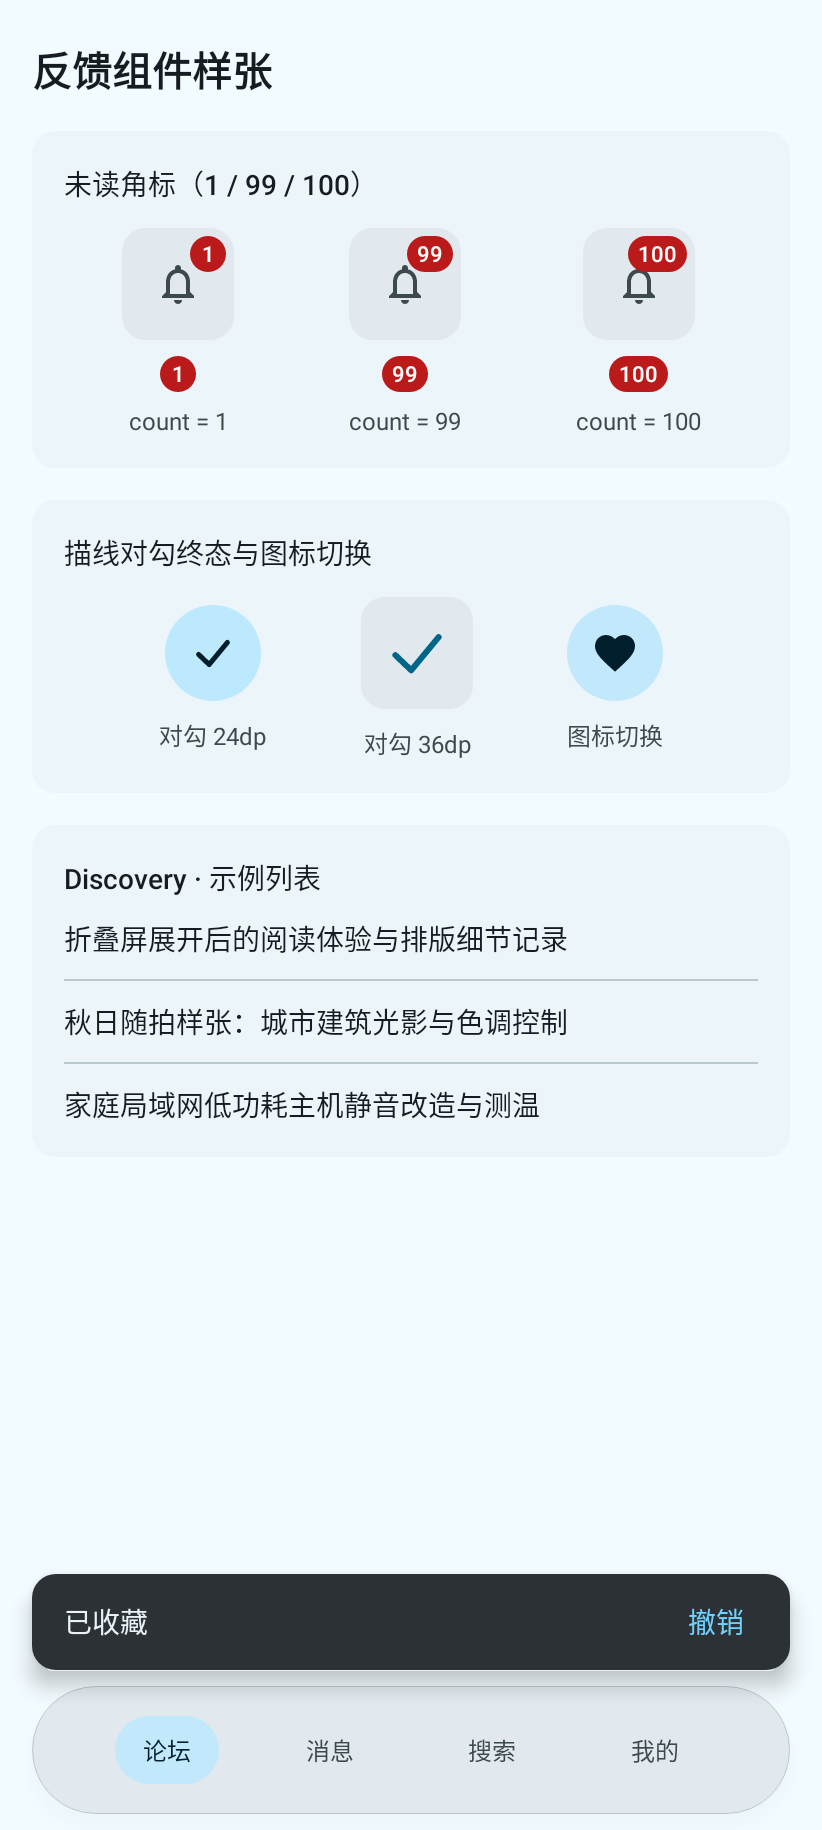 反馈组件样张
未读角标（1 / 99 / 100）
1
99
100
1
99
100
count = 1
count = 99
count = 100
描线对勾终态与图标切换
对勾 24dp
对勾 36dp
图标切换
Discovery · 示例列表
折叠屏展开后的阅读体验与排版细节记录
秋日随拍样张：城市建筑光影与色调控制
家庭局域网低功耗主机静音改造与测温
已收藏
撤销
论坛
消息
搜索
我的